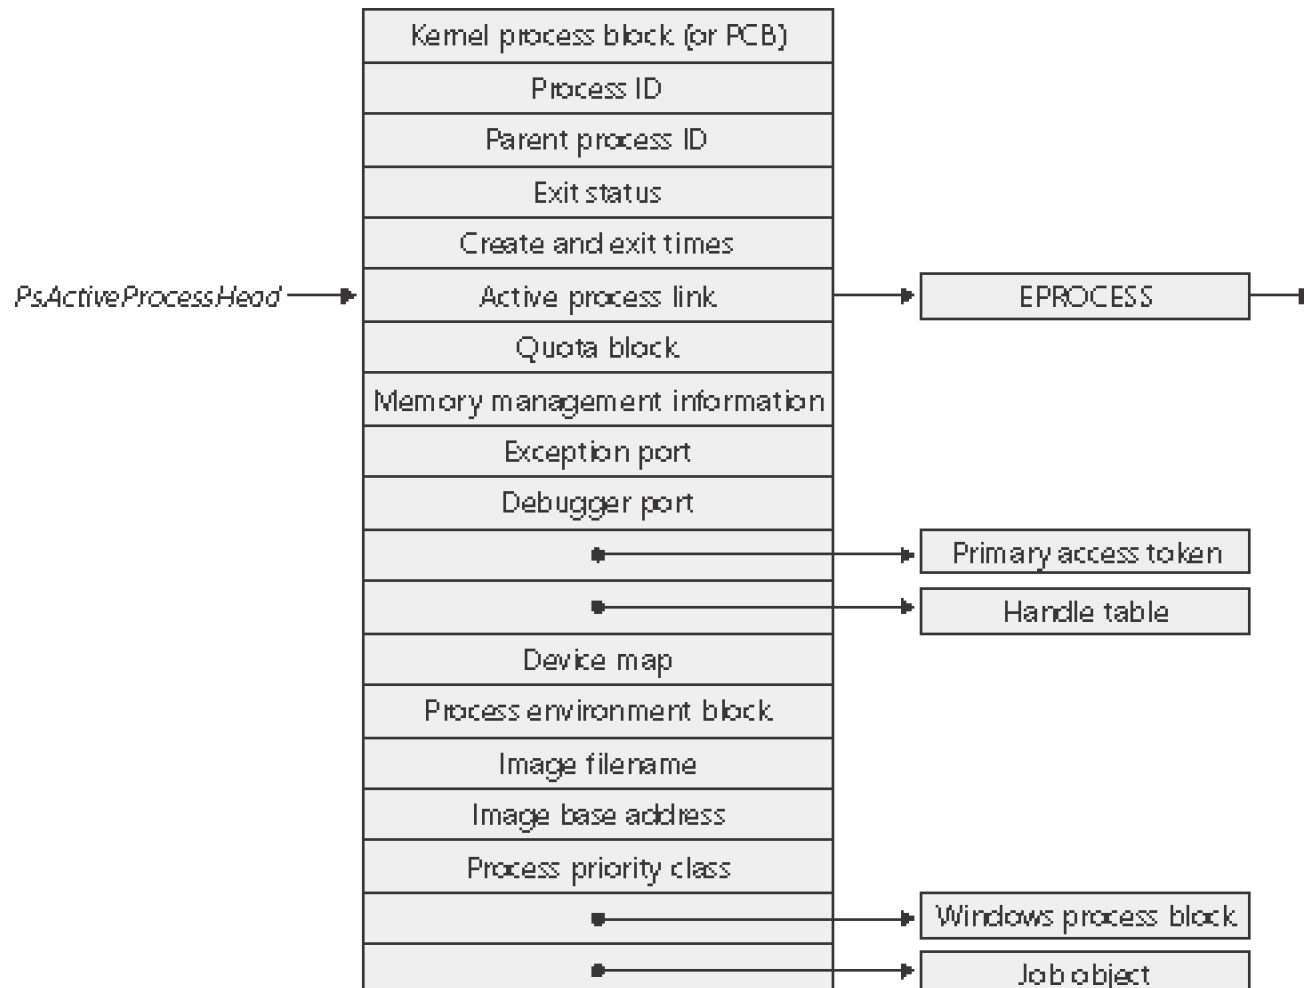 Kernel process block (or PCB)
Process ID
Parent process ID
Exit status
Create and exit times
PsActiveProcessHead
Active process link
EPROCESS
Quota block
Memory management information
Exception port
Debugger port
Primary access token
Handle table
Device map
Process environment block
Image filename
Image base address
Process priority class
Windows process block
Job object